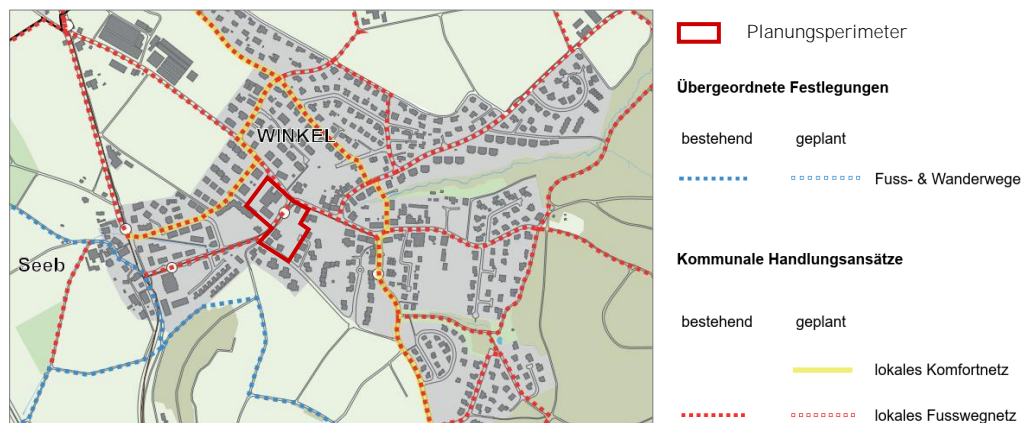 WINKEL
Seeb
Planungsperimeter
Übergeordnete Festlegungen
bestehend geplant
Fuss- & Wanderwege
Kommunale Handlungsansätze
bestehend geplant
lokales Komfortnetz
lokales Fusswegnetz